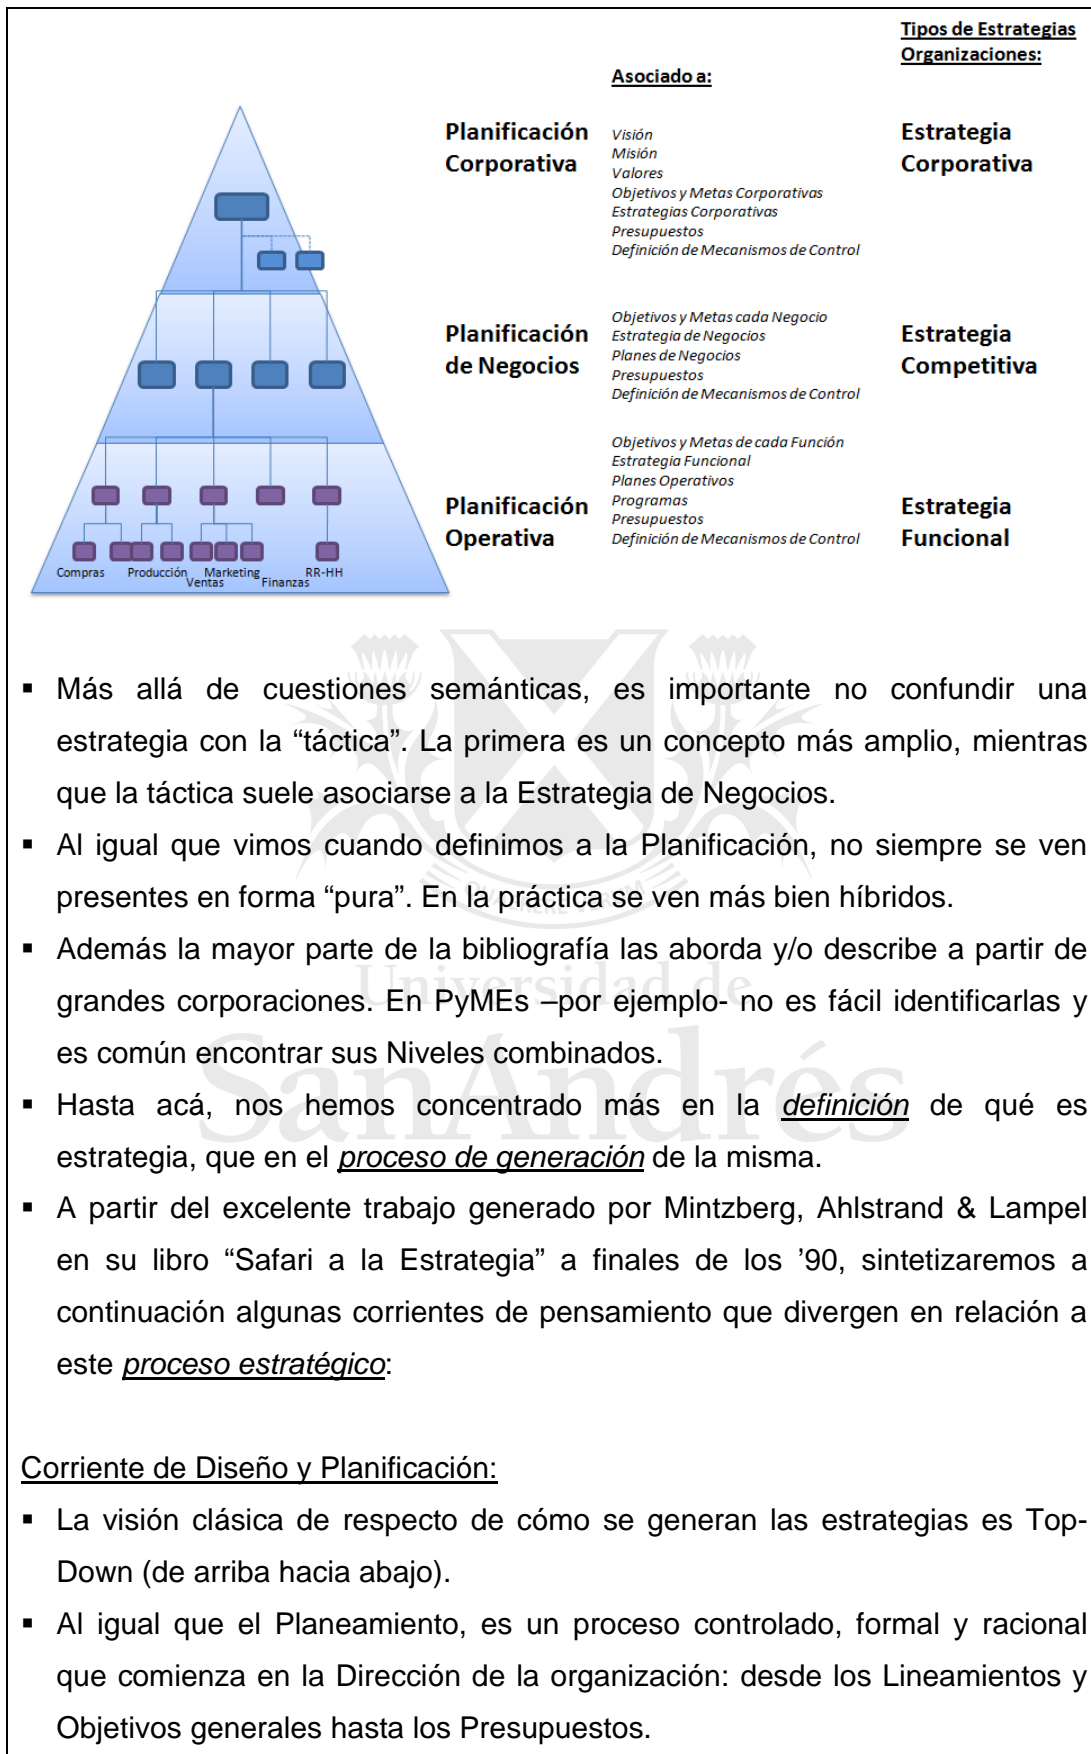 Tipos de Estrategias
Organizaciones:
Asociado a:
Planificación
Corporativa
Visión
Misión
Valores
Objetivos y Metas Corporativas
Estrategias Corporativas
Presupuestos
Definición de Mecanismos de Control
Estrategia
Corporativa
Planificación
de Negocios
Objetivos y Metas cada Negocio
Estrategia de Negocios
Planes de Negocios
Presupuestos
Definición de Mecanismos de Control
Estrategia
Competitiva
Planificación
Operativa
Objetivos y Metas de cada Función
Estrategia Funcional
Planes Operativos
Programas
Presupuestos
Definición de Mecanismos de Control
Estrategia
Funcional
Compras Producción Marketing RR-HH
Ventas Finanzas
▪ Más allá de cuestiones semánticas, es importante no confundir una
estrategia con la “táctica”. La primera es un concepto más amplio, mientras
que la táctica suele asociarse a la Estrategia de Negocios.
▪ Al igual que vimos cuando definimos a la Planificación, no siempre se ven
presentes en forma “pura”. En la práctica se ven más bien híbridos.
▪ Además la mayor parte de la bibliografía las aborda y/o describe a partir de
grandes corporaciones. En PyMEs –por ejemplo- no es fácil identificarlas y
es común encontrar sus Niveles combinados.
▪ Hasta acá, nos hemos concentrado más en la definición de qué es
estrategia, que en el proceso de generación de la misma.
▪ A partir del excelente trabajo generado por Mintzberg, Ahlstrand & Lampel
en su libro “Safari a la Estrategia” a finales de los ’90, sintetizaremos a
continuación algunas corrientes de pensamiento que divergen en relación a
este proceso estratégico:
Corriente de Diseño y Planificación:
▪ La visión clásica de respecto de cómo se generan las estrategias es Top-
Down (de arriba hacia abajo).
▪ Al igual que el Planeamiento, es un proceso controlado, formal y racional
que comienza en la Dirección de la organización: desde los Lineamientos y
Objetivos generales hasta los Presupuestos.
Universidad de
SanAndrés